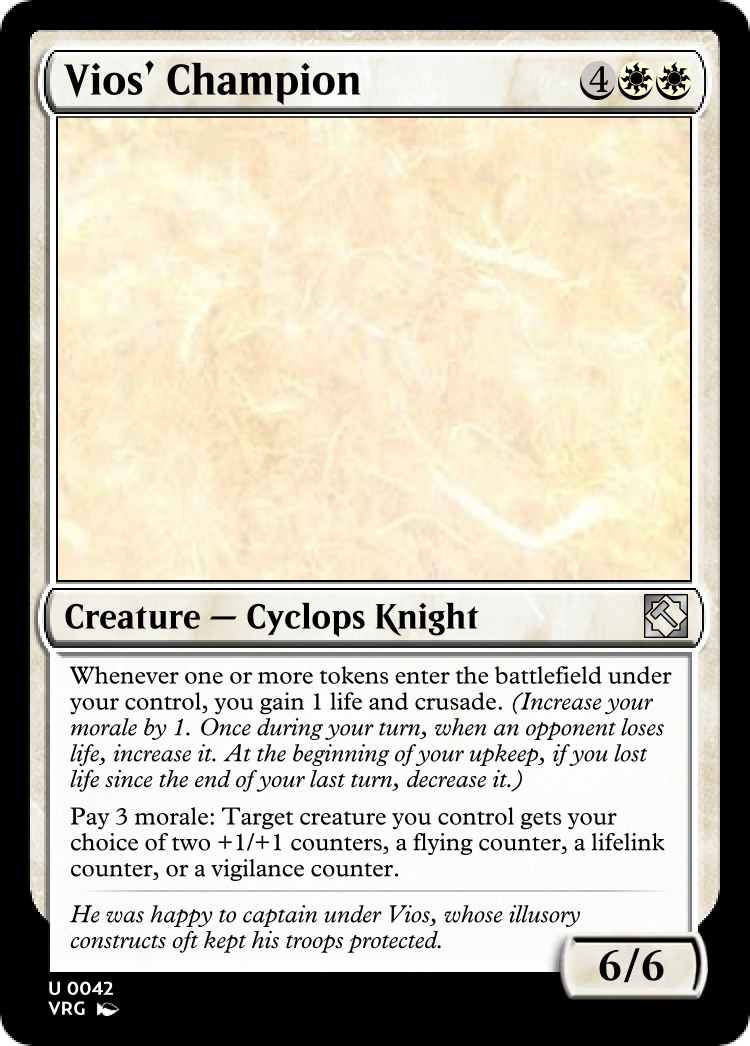 Vios' Champion 4
Creature — Cyclops Knight
Whenever one or more tokens enter the battlefield under
your control, you gain 1 life and crusade. (Increase your
morale by 1. Once during your turn, when an opponent loses
life, increase it. At the beginning of your upkeep, if you lost
life since the end of your last turn, decrease it.)
Pay 3 morale: Target creature you control gets your
choice of two +1/+1 counters, a flying counter, a lifelink
counter, or a vigilance counter.
He was happy to captain under Vios, whose illusory
constructs oft kept his troops protected.
6/6
U 0042
VRG